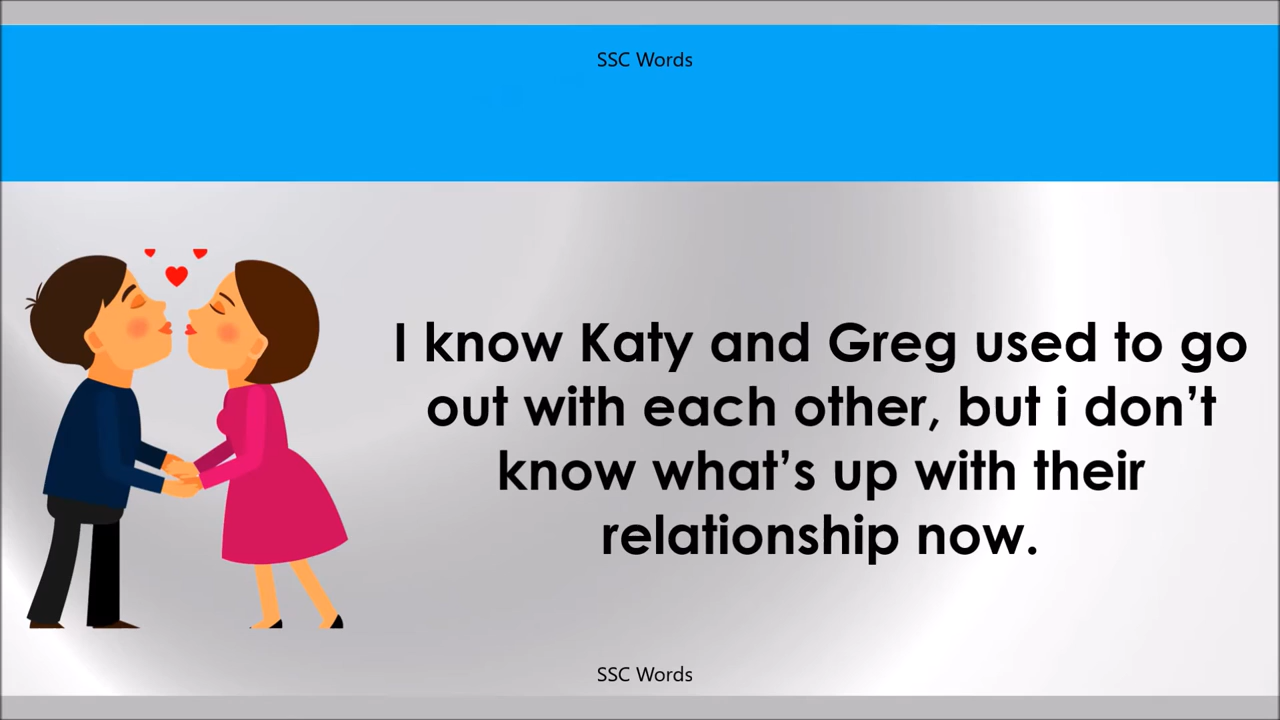 SSC Words
I know Katy and Greg used to go
out with each other, but i don't
know what's up with their
relationship now.
SSC Words